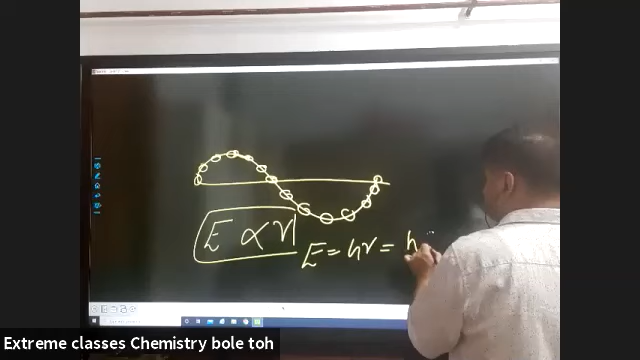 E ∝ ν
E = hν = h
Extreme classes Chemistry bole toh